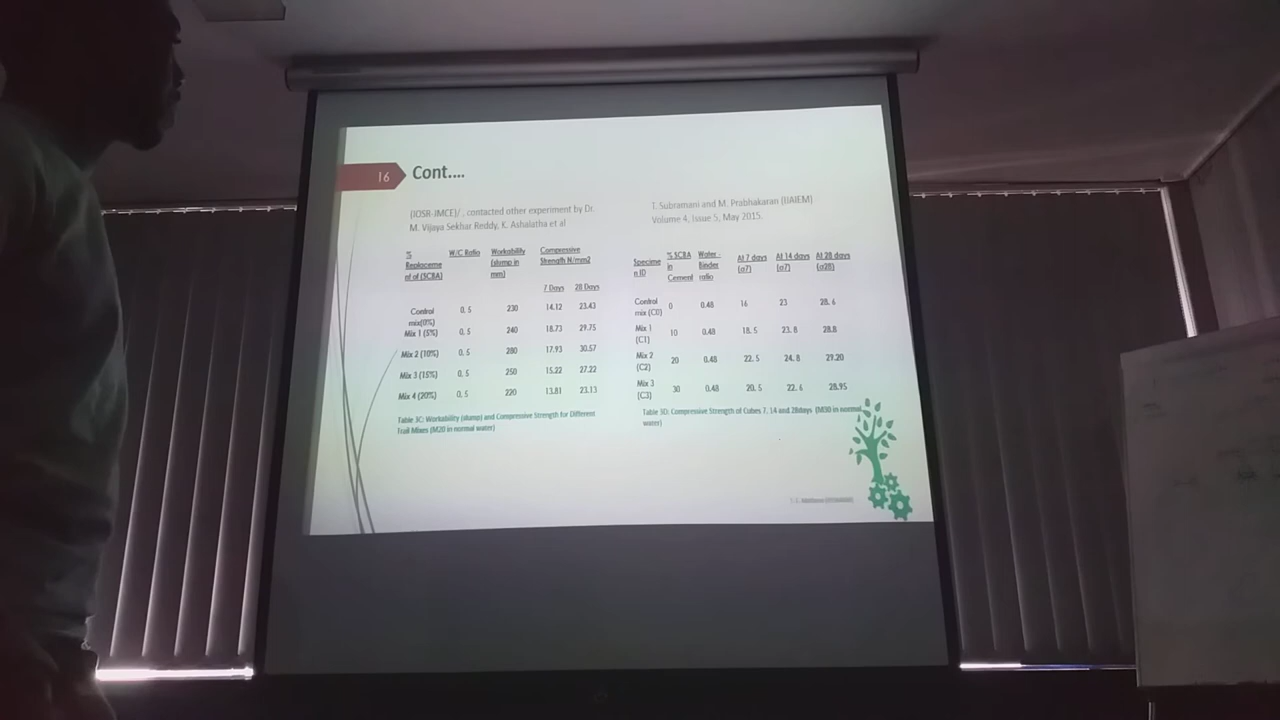 16
Cont....
(IOSR-JMCE)/ , contacted other experiment by Dr.
M. Vijaya Sekhar Reddy, K. Ashalatha et al
% Replaceme nt of (SCBA) W/C Ratio Workability (slump in mm) Compressive Strength N/mm2
7 Days 28 Days
Control mix(0%) 0. 5 230 14.12 23.43
Mix 1 (5%) 0. 5 240 18.73 29.75
Mix 2 (10%) 0. 5 280 17.93 30.57
Mix 3 (15%) 0. 5 250 15.22 27.22
Mix 4 (20%) 0. 5 220 13.81 23.13
Table 3C: Workability (slump) and Compressive Strength for Different
Trail Mixes (M20 in normal water)
T. Subramani and M. Prabhakaran (IJAIEM)
Volume 4, Issue 5, May 2015.
Specime n ID % SCBA in Cement Water - Binder ratio At 7 days (σ7) At 14 days (σ7) At 28 days (σ28)
Control mix (C0) 0 0.48 16 23 28. 6
Mix 1 (C1) 10 0.48 18. 5 23. 8 28.8
Mix 2 (C2) 20 0.48 22. 5 24. 8 29.20
Mix 3 (C3) 30 0.48 20. 5 22. 6 28.95
Table 3D: Compressive Strength of Cubes 7, 14 and 28days (M30 in normal
water)